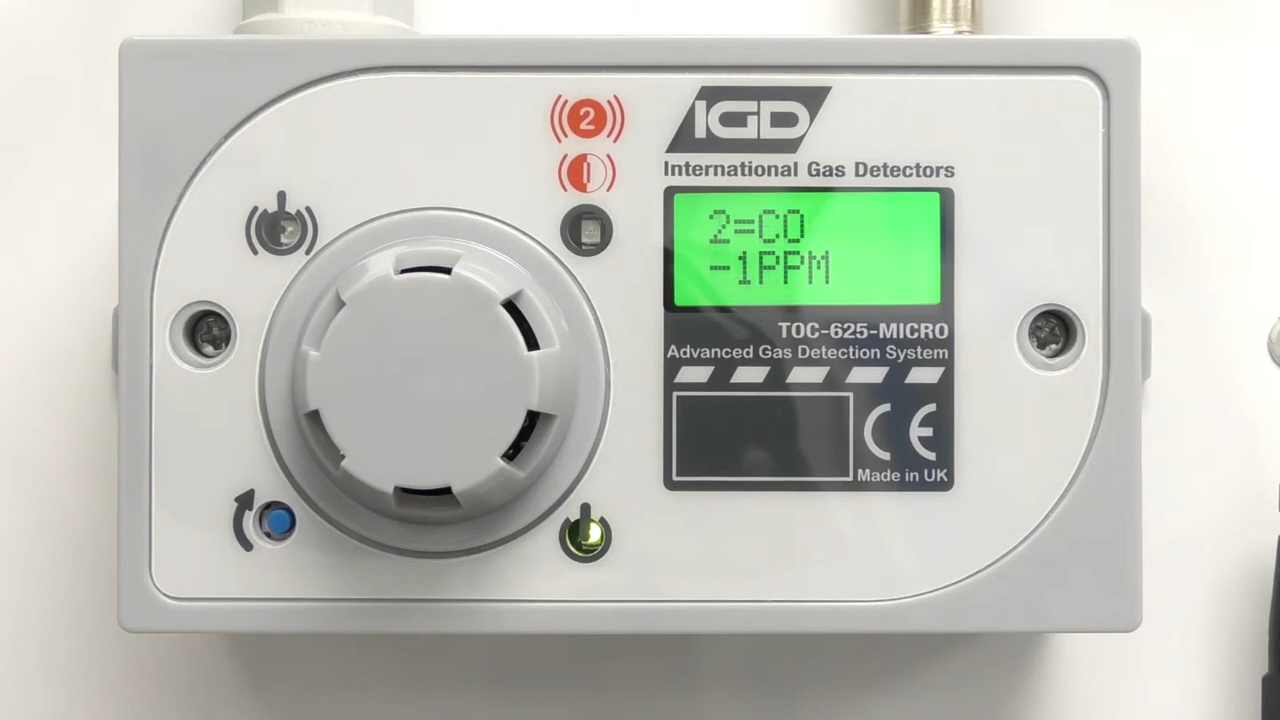 2
IGD
International Gas Detectors
2=CO
-1PPM
TOC-625-MICRO
Advanced Gas Detection System
CE
Made in UK